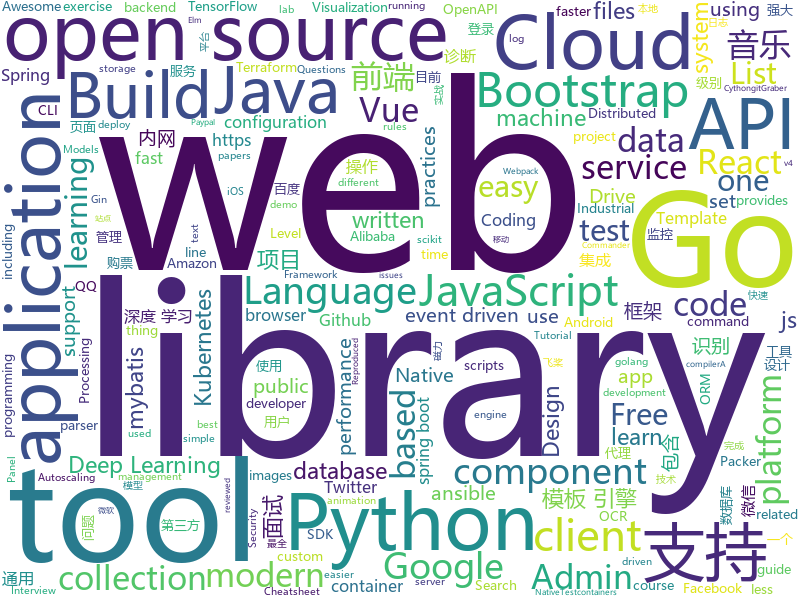 Awesome exercise
backend
TensorFlow
lab
Elm
running
Visualization
OpenAPI
登录
平台
faster
files
using
日志
本地
强大
open source
Cloud
音乐
Spring
Build
Java
前端
诊断
log
storage
Terraform
Questions
服务
目前
实战
system
List
级别
CythongitGraber
CLI
Vue
Bootstrap
页面
deploy
Paypal
rules
configuration
machine
Distributed
API
Models
内网
https
papers
practices
data
project
v4
application
web
Go
fast
操作
different
React
iOS
Gin
百度
service
one
Webpack
learning
demo
easy
Drive
set
provides
管理
Level
written
Coding
Industrial
Template
站点
including
购票
text
Alibaba
test
监控
line
Amazon
scikit
移动
集成
Commander
QQ
项目
time
Language
JavaScript
support
深度 学习
browser
event driven
use
框架
code
js
Framework
issues
Android
快速
Kubernetes
thing
Github
Native
识别
command
Tutorial
飞奖
programming
Processing
scripts
工具
mybatis
library
performance
public
使用
app
golang
设计
parser
developer
development
compilerA
Reproduced
磁力
Design
Free
ORM
used
simple
用户
best
spring boot
learn
包含
platform
engine
代理
技术
Deep Learning
based
database
component
images
Packer
Autoscaling
management
Twitter
ansible
模板 引擎
数据库
微信
related
tool
Python
client
支持
问题
模型
微软
reviewed
面试
第三方
animation
SDK
OCR
一个
Panel
完成
Security
custom
Search
driven
通用
collection
modern
Google
Admin
guide
最全
easier
container
course
less
Interview
Cheatsheet
server
NativeTestcontainers
Facebook